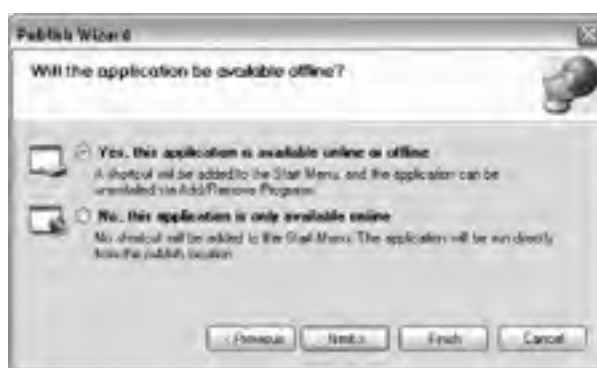 Publish Wizard
Will the application be available offline?
Yes, this application is available online or offline
A shortcut will be added to the Start Menu, and the application can be
uninstalled via Add/Remove Programs.
No, this application is only available online
No shortcut will be added to the Start Menu. The application will be run directly
from the publish location.
< Previous Next > Finish Cancel